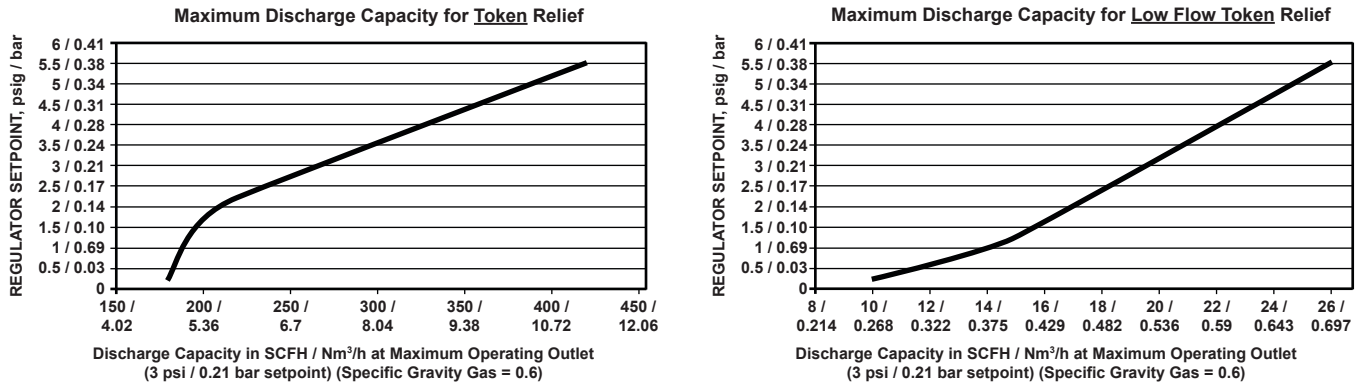 Maximum Discharge Capacity for Token Relief
REGULATOR SETPOINT, psig / bar
6 / 0.41
5.5 / 0.38
5 / 0.34
4.5 / 0.31
4 / 0.28
3.5 / 0.24
3 / 0.21
2.5 / 0.17
2 / 0.14
1.5 / 0.10
1 / 0.69
0.5 / 0.03
0
150 / 200 / 250 / 300 / 350 / 400 / 450 /
4.02 5.36 6.7 8.04 9.38 10.72 12.06
Discharge Capacity in SCFH / Nm³/h at Maximum Operating Outlet
(3 psi / 0.21 bar setpoint) (Specific Gravity Gas = 0.6)
Maximum Discharge Capacity for Low Flow Token Relief
REGULATOR SETPOINT, psig / bar
6 / 0.41
5.5 / 0.38
5 / 0.34
4.5 / 0.31
4 / 0.28
3.5 / 0.24
3 / 0.21
2.5 / 0.17
2 / 0.14
1.5 / 0.10
1 / 0.69
0.5 / 0.03
0
8 / 10 / 12 / 14 / 16 / 18 / 20 / 22 / 24 / 26 /
0.214 0.268 0.322 0.375 0.429 0.482 0.536 0.59 0.643 0.697
Discharge Capacity in SCFH / Nm³/h at Maximum Operating Outlet
(3 psi / 0.21 bar setpoint) (Specific Gravity Gas = 0.6)